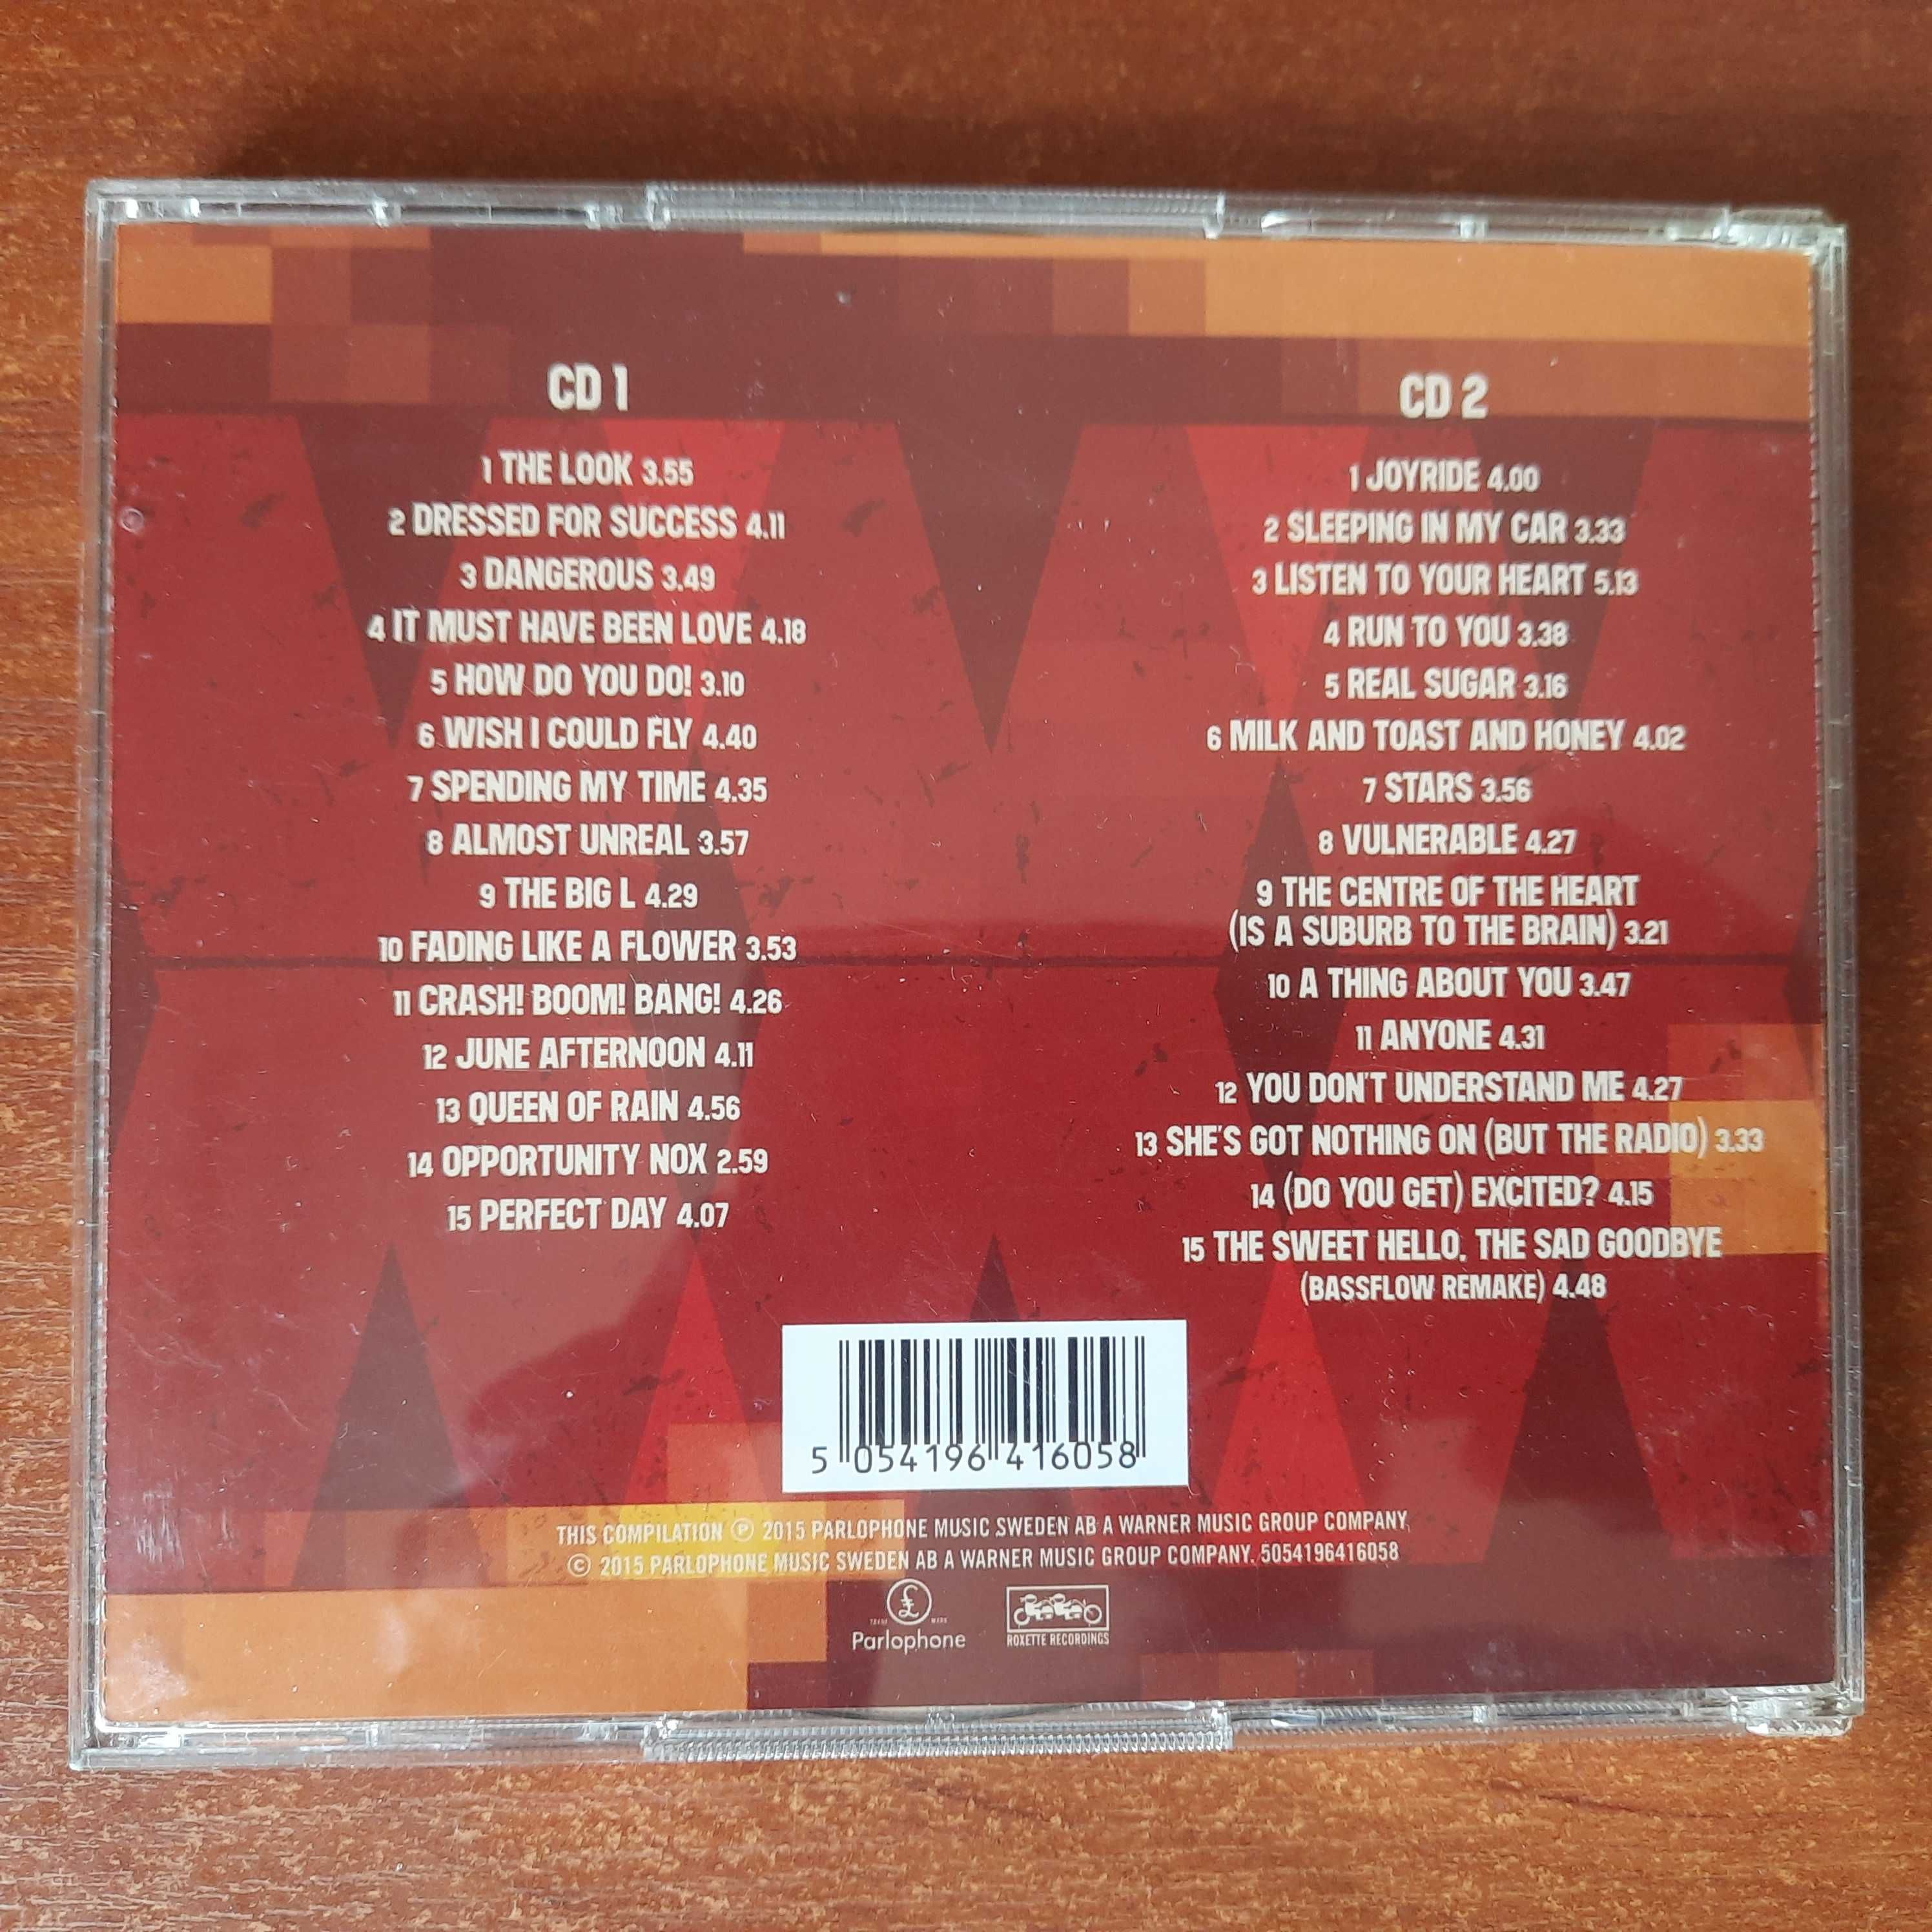 CD 1
1 THE LOOK 3.55
2 DRESSED FOR SUCCESS 4.11
3 DANGEROUS 3.49
4 IT MUST HAVE BEEN LOVE 4.18
5 HOW DO YOU DO! 3.10
6 WISH I COULD FLY 4.40
7 SPENDING MY TIME 4.35
8 ALMOST UNREAL 3.57
9 THE BIG L 4.29
10 FADING LIKE A FLOWER 3.53
11 CRASH! BOOM! BANG! 4.26
12 JUNE AFTERNOON 4.11
13 QUEEN OF RAIN 4.56
14 OPPORTUNITY NOX 2.59
15 PERFECT DAY 4.07
CD 2
1 JOYRIDE 4.00
2 SLEEPING IN MY CAR 3.33
3 LISTEN TO YOUR HEART 5.13
4 RUN TO YOU 3.38
5 REAL SUGAR 3.16
6 MILK AND TOAST AND HONEY 4.02
7 STARS 3.56
8 VULNERABLE 4.27
9 THE CENTRE OF THE HEART
(IS A SUBURB TO THE BRAIN) 3.21
10 A THING ABOUT YOU 3.47
11 ANYONE 4.31
12 YOU DON'T UNDERSTAND ME 4.27
13 SHE'S GOT NOTHING ON (BUT THE RADIO) 3.33
14 (DO YOU GET) EXCITED? 4.15
15 THE SWEET HELLO, THE SAD GOODBYE
(BASSFLOW REMAKE) 4.48
5 054196 416058
THIS COMPILATION ℗ 2015 PARLOPHONE MUSIC SWEDEN AB A WARNER MUSIC GROUP COMPANY
© 2015 PARLOPHONE MUSIC SWEDEN AB A WARNER MUSIC GROUP COMPANY. 5054196416058
£
TRADE MARK
Parlophone
ROXETTE RECORDINGS